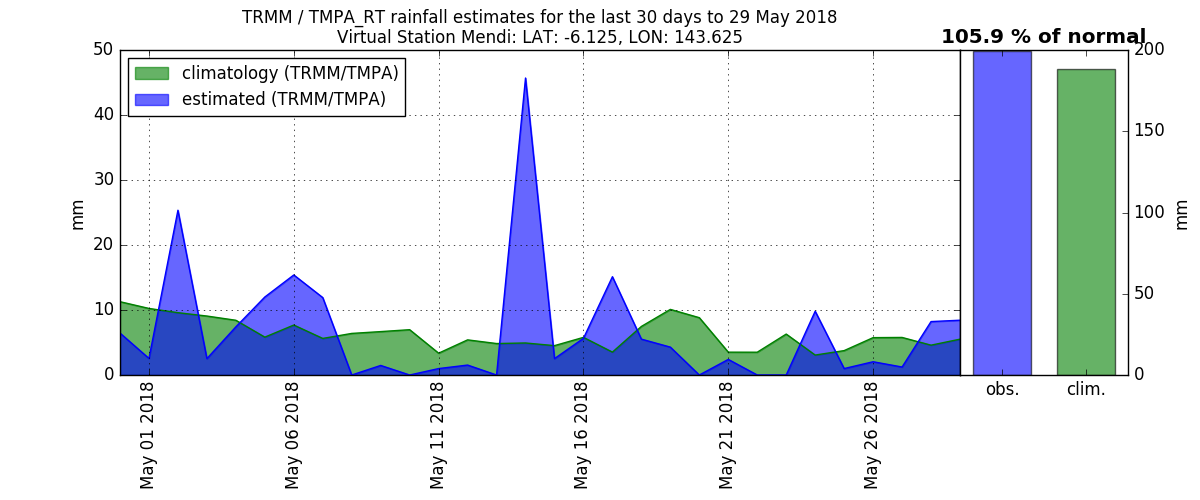 TRMM / TMPA_RT rainfall estimates for the last 30 days to 29 May 2018
Virtual Station Mendi: LAT: -6.125, LON: 143.625
105.9 % of normal
climatology (TRMM/TMPA)
estimated (TRMM/TMPA)
50
40
30
20
10
0
mm
May 01 2018
May 06 2018
May 11 2018
May 16 2018
May 21 2018
May 26 2018
200
150
100
50
0
mm
obs.
clim.